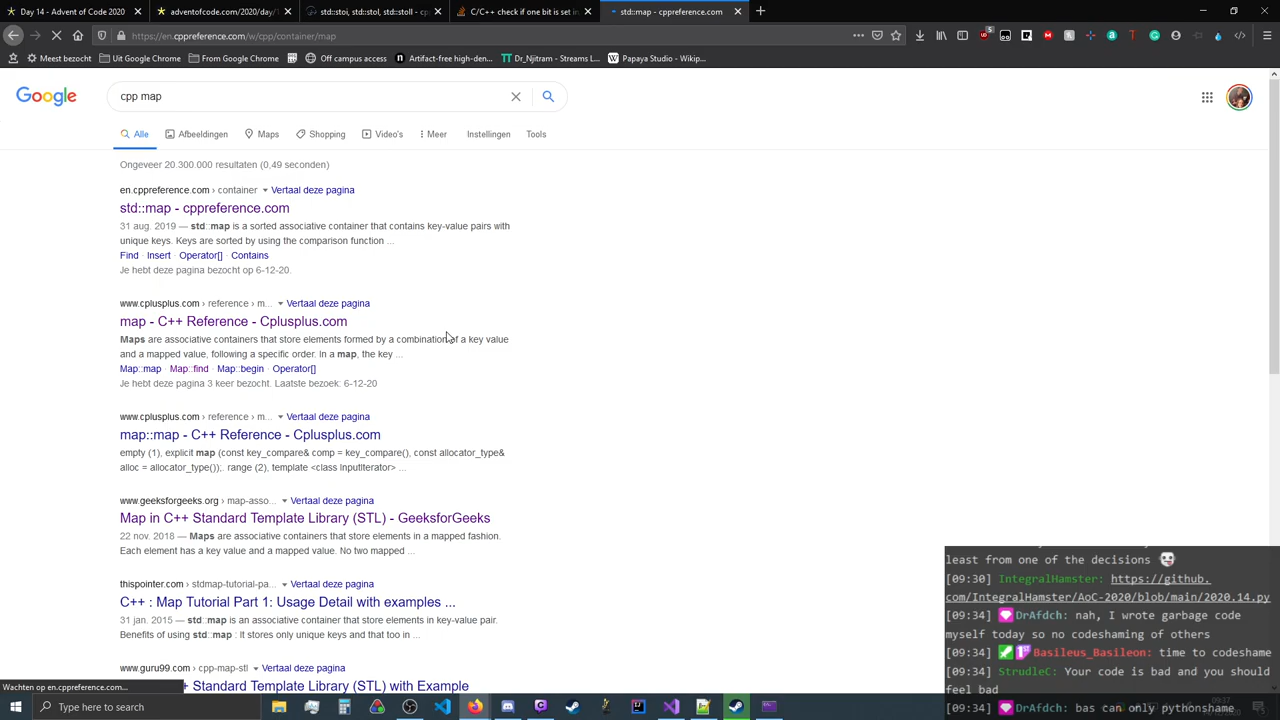 Day 14 - Advent of Code 2020
adventofcode.com/2020/day/
std::stoi, std::stol, std::stoll - cp
C/C++ check if one bit is set in
std::map - cppreference.com
https://en.cppreference.com/w/cpp/container/map
Meest bezocht
Uit Google Chrome
From Google Chrome
Off campus access
Artifact-free high-den...
Dr_Njitram - Streams L...
Papaya Studio - Wikip...
Google
cpp map
Alle
Afbeeldingen
Maps
Shopping
Video's
Meer
Instellingen
Tools
Ongeveer 20.300.000 resultaten (0,49 seconden)
en.cppreference.com › container Vertaal deze pagina
std::map - cppreference.com
31 aug. 2019 — std::map is a sorted associative container that contains key-value pairs with
unique keys. Keys are sorted by using the comparison function ...
Find · Insert · Operator[] · Contains
Je hebt deze pagina bezocht op 6-12-20.
www.cplusplus.com › reference › m... Vertaal deze pagina
map - C++ Reference - Cplusplus.com
Maps are associative containers that store elements formed by a combination of a key value
and a mapped value, following a specific order. In a map, the key ...
Map::map · Map::find · Map::begin · Operator[]
Je hebt deze pagina 3 keer bezocht. Laatste bezoek: 6-12-20
www.cplusplus.com › reference › m... Vertaal deze pagina
map::map - C++ Reference - Cplusplus.com
empty (1), explicit map (const key_compare& comp = key_compare(), const allocator_type&
alloc = allocator_type());. range (2), template <class InputIterator> ...
www.geeksforgeeks.org › map-asso... Vertaal deze pagina
Map in C++ Standard Template Library (STL) - GeeksforGeeks
22 nov. 2018 — Maps are associative containers that store elements in a mapped fashion.
Each element has a key value and a mapped value. No two mapped ...
thispointer.com › stdmap-tutorial-pa... Vertaal deze pagina
C++ : Map Tutorial Part 1: Usage Detail with examples ...
31 jan. 2015 — std::map is an associative container that store elements in key-value pair.
Benefits of using std::map : It stores only unique keys and that too in ...
www.guru99.com › cpp-map-stl Vertaal deze pagina
+ Standard Template Library (STL) with Example
Wachten op en.cppreference.com...
least from one of the decisions
[09:30] IntegralHamster: https://github.
com/IntegralHamster/AoC-2020/blob/main/2020.14.py
[09:34] DrAfdch: nah, I wrote garbage code
myself today so no codeshaming of others
[09:34] Basileus_Basileon: time to codeshame
[09:34] StrudleC: Your code is bad and you should
feel bad
[09:34] DrAfdch: bas can only be codenshome
Type here to search
09:37